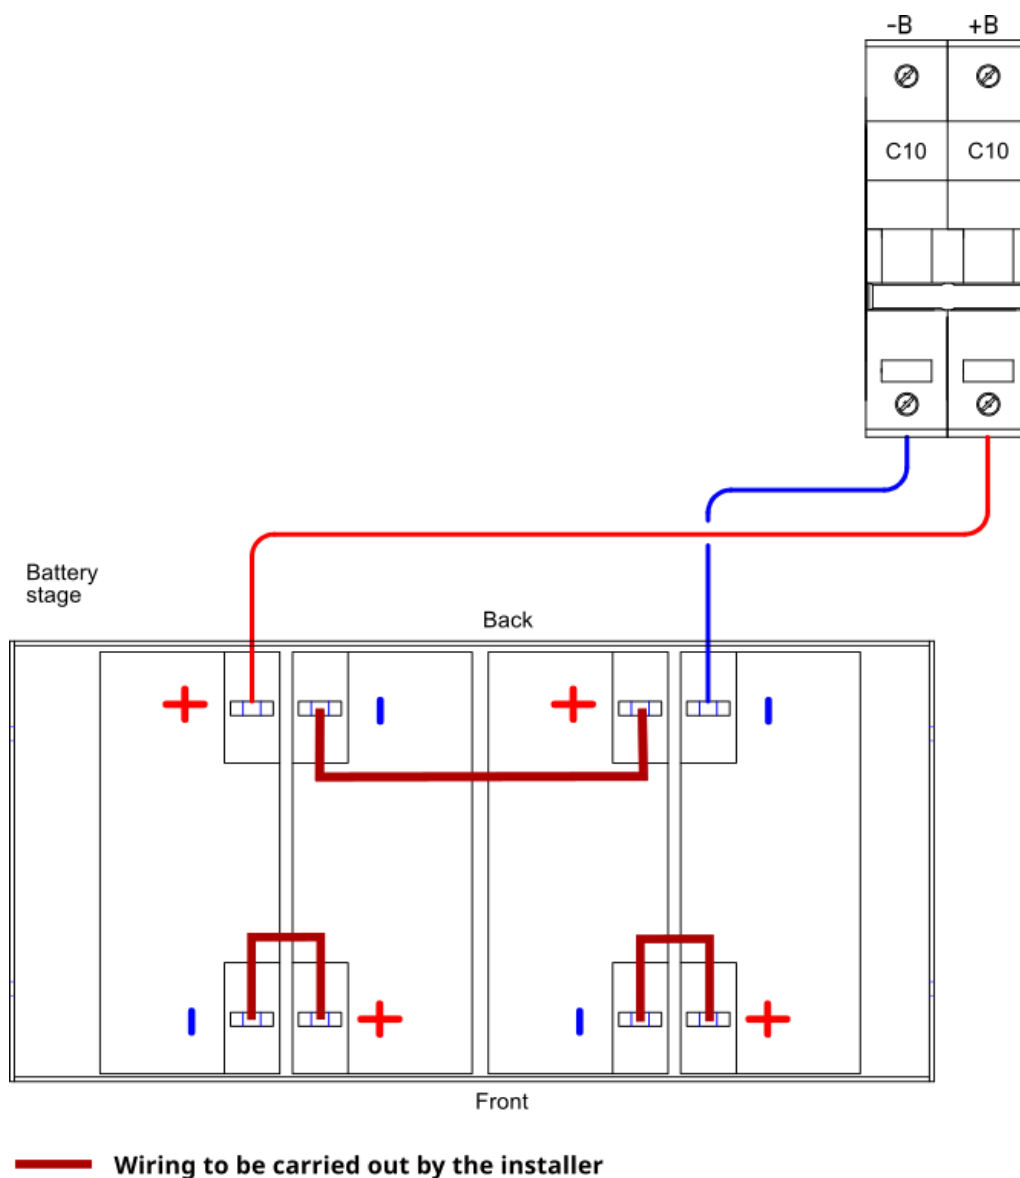 -B +B
C10 C10
Battery
stage
Back
+ - + -
- + - +
Front
Wiring to be carried out by the installer